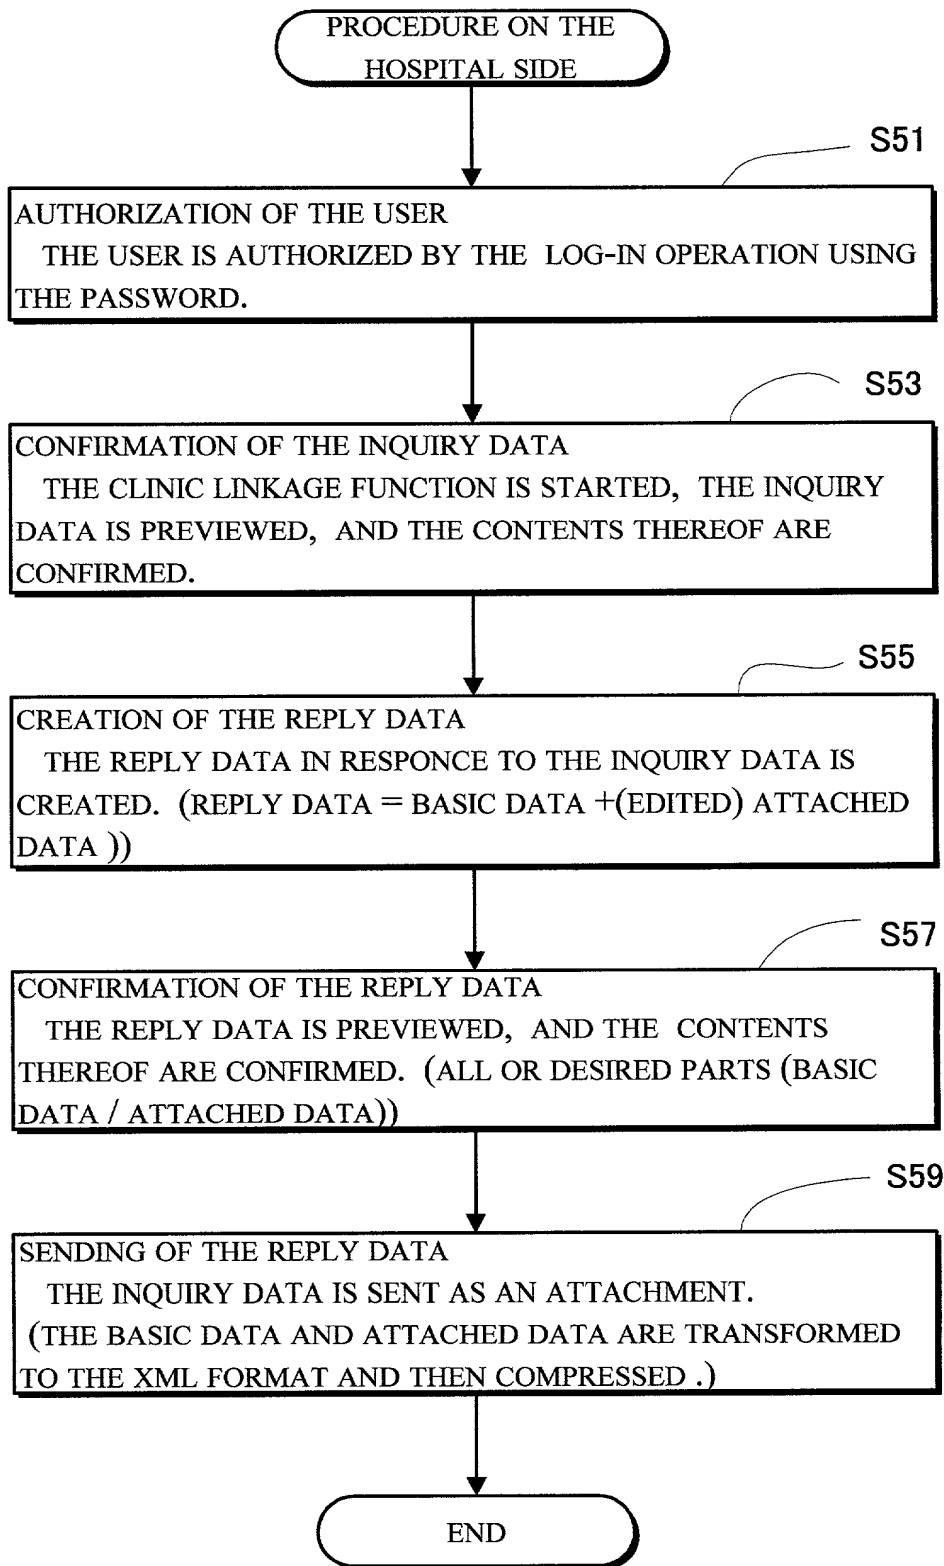 PROCEDURE ON THE
HOSPITAL SIDE
S51
AUTHORIZATION OF THE USER
THE USER IS AUTHORIZED BY THE LOG-IN OPERATION USING
THE PASSWORD.
S53
CONFIRMATION OF THE INQUIRY DATA
THE CLINIC LINKAGE FUNCTION IS STARTED, THE INQUIRY
DATA IS PREVIEWED, AND THE CONTENTS THEREOF ARE
CONFIRMED.
S55
CREATION OF THE REPLY DATA
THE REPLY DATA IN RESPONCE TO THE INQUIRY DATA IS
CREATED. (REPLY DATA = BASIC DATA +(EDITED) ATTACHED
DATA ))
S57
CONFIRMATION OF THE REPLY DATA
THE REPLY DATA IS PREVIEWED, AND THE CONTENTS
THEREOF ARE CONFIRMED. (ALL OR DESIRED PARTS (BASIC
DATA / ATTACHED DATA))
S59
SENDING OF THE REPLY DATA
THE INQUIRY DATA IS SENT AS AN ATTACHMENT.
(THE BASIC DATA AND ATTACHED DATA ARE TRANSFORMED
TO THE XML FORMAT AND THEN COMPRESSED .)
END